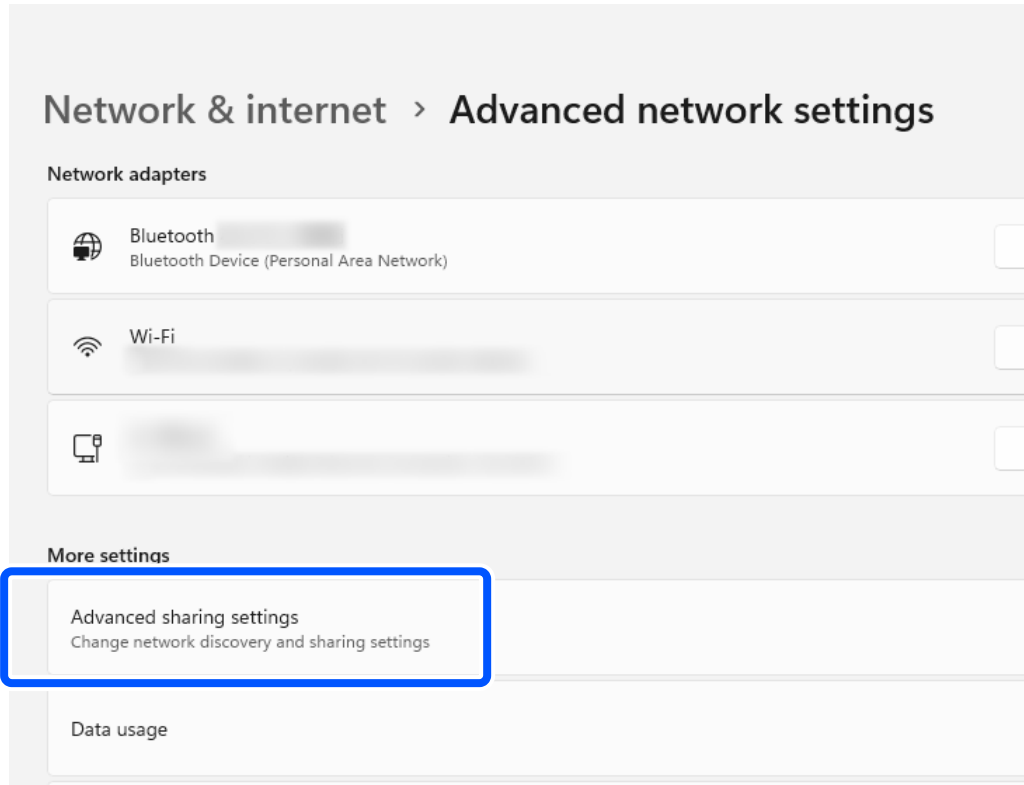 Network & internet > Advanced network settings
Network adapters
Bluetooth
Bluetooth Device (Personal Area Network)
Wi-Fi
More settings
Advanced sharing settings
Change network discovery and sharing settings
Data usage